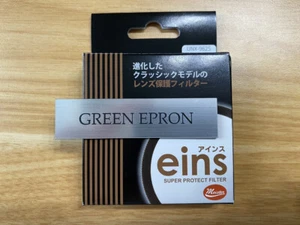 進化した
クラッシックモデルの
レンズ保護フィルター
GREEN EPRON
アインス
eins
SUPER PROTECT FILTER